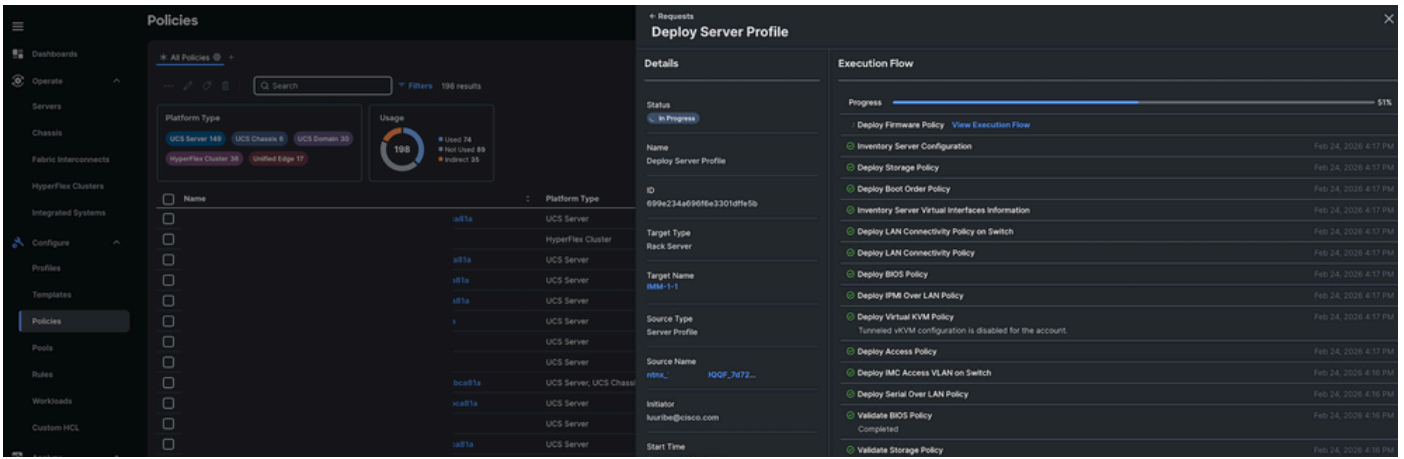 Policies
Dashboards
Operate
Servers
Chassis
Fabric Interconnects
HyperFlex Clusters
Integrated Systems
Configure
Profiles
Templates
Policies
Pools
Rules
Workloads
Custom HCL
All Policies
+
Search
Filters
198 results
Platform Type
UCS Server 149
UCS Chassis 8
UCS Domain 30
HyperFlex Cluster 38
Unified Edge 17
Usage
198
Used 74
Not Used 89
Indirect 35
Name
Platform Type
UCS Server
HyperFlex Cluster
UCS Server
UCS Server
UCS Server
UCS Server
UCS Server
UCS Server
UCS Server, UCS Chassi
UCS Server
UCS Server
UCS Server
← Requests
Deploy Server Profile
Details
Status
In Progress
Name
Deploy Server Profile
ID
699e234a696f6e3301dffe5b
Target Type
Rack Server
Target Name
IMM-1-1
Source Type
Server Profile
Source Name
ntnx_ IQQF_7d72...
Initiator
luuribe@cisco.com
Start Time
Execution Flow
Progress 51%
Deploy Firmware Policy View Execution Flow
Inventory Server Configuration Feb 24, 2026 4:17 PM
Deploy Storage Policy Feb 24, 2026 4:17 PM
Deploy Boot Order Policy Feb 24, 2026 4:17 PM
Inventory Server Virtual Interfaces Information Feb 24, 2026 4:17 PM
Deploy LAN Connectivity Policy on Switch Feb 24, 2026 4:17 PM
Deploy LAN Connectivity Policy Feb 24, 2026 4:17 PM
Deploy BIOS Policy Feb 24, 2026 4:17 PM
Deploy IPMI Over LAN Policy Feb 24, 2026 4:17 PM
Deploy Virtual KVM Policy Feb 24, 2026 4:17 PM
Tunneled vKVM configuration is disabled for the account.
Deploy Access Policy Feb 24, 2026 4:17 PM
Deploy IMC Access VLAN on Switch Feb 24, 2026 4:16 PM
Deploy Serial Over LAN Policy Feb 24, 2026 4:16 PM
Validate BIOS Policy Feb 24, 2026 4:16 PM
Completed
Validate Storage Policy Feb 24, 2026 4:16 PM